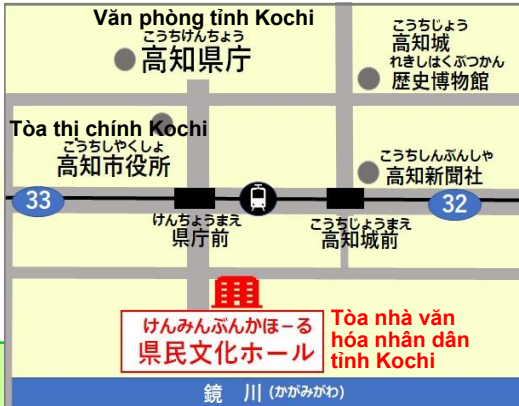 Văn phòng tỉnh Kochi
こうちけんちょう
高知県庁
こうちじょう
高知城
れきしはくぶつかん
歴史博物館
Tòa thị chính Kochi
こうちしやくしょ
高知市役所
こうちしんぶんしゃ
高知新聞社
33
32
けんちょうまえ
県庁前
こうちじょうまえ
高知城前
けんみんぶんかほーる
県民文化ホール
Tòa nhà văn
hóa nhân dân
tỉnh Kochi
鏡 川 (かがみがわ)